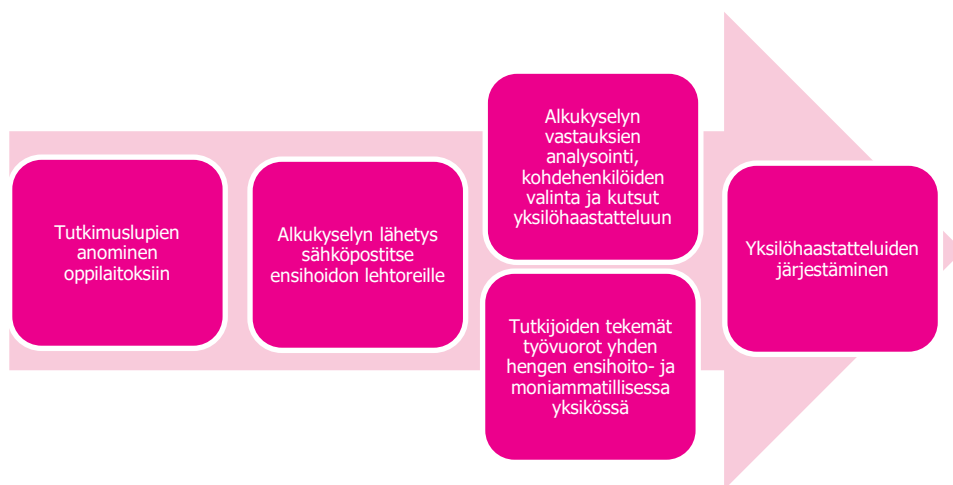 Tutkimuslupien
anominen
oppilaitoksiin
Alkukyselyn lähetys
sähköpostitse
ensihoidon lehtoreille
Alkukyselyn
vastauksien
analysointi,
kohdehenkilöiden
valinta ja kutsut
yksilöhaastatteluun
Tutkijoiden tekemät
työvuorot yhden
hengen ensihoito- ja
moniammatillisessa
yksikössä
Yksilöhaastatteluiden
järjestäminen